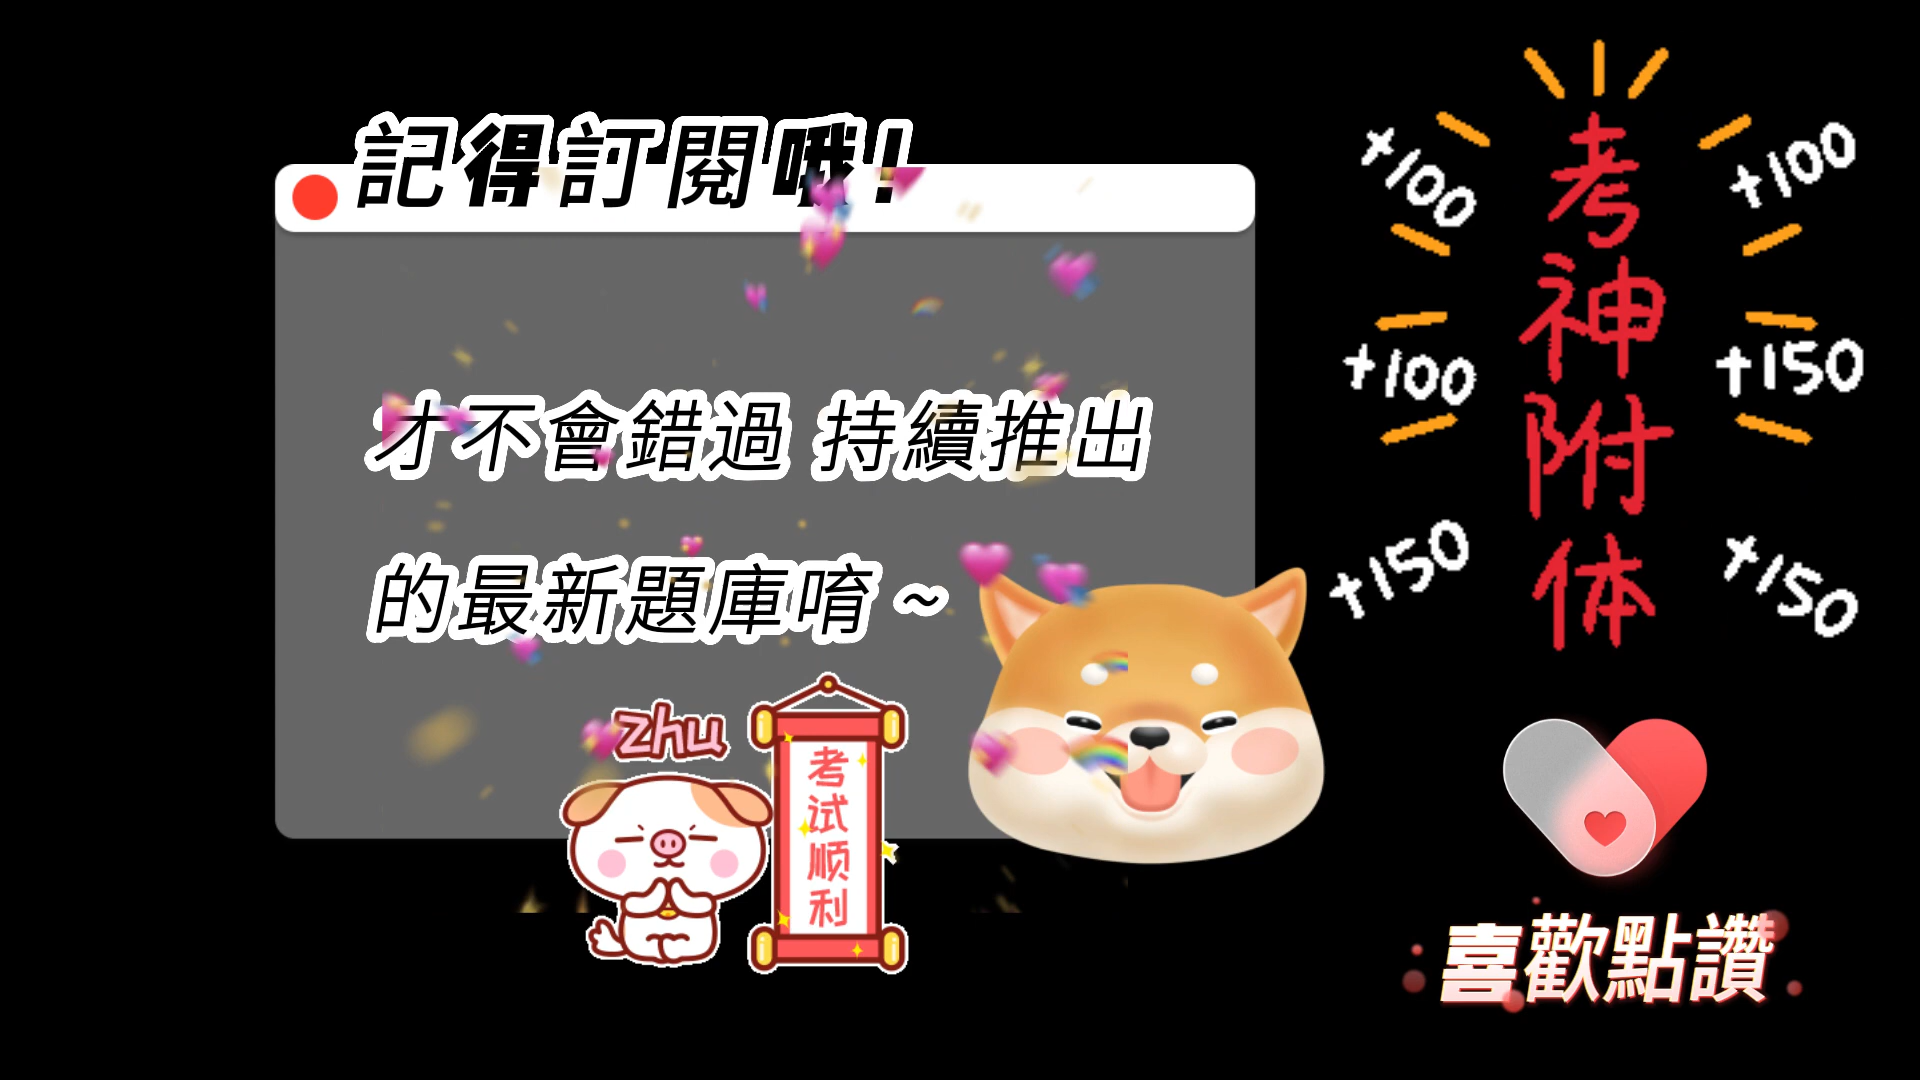 記得訂閱哦!
才不會錯過 持續推出
的最新題庫唷~
zhu
考试顺利
+100
+100
+100
+150
+150
+150
考神附体
喜歡點讚